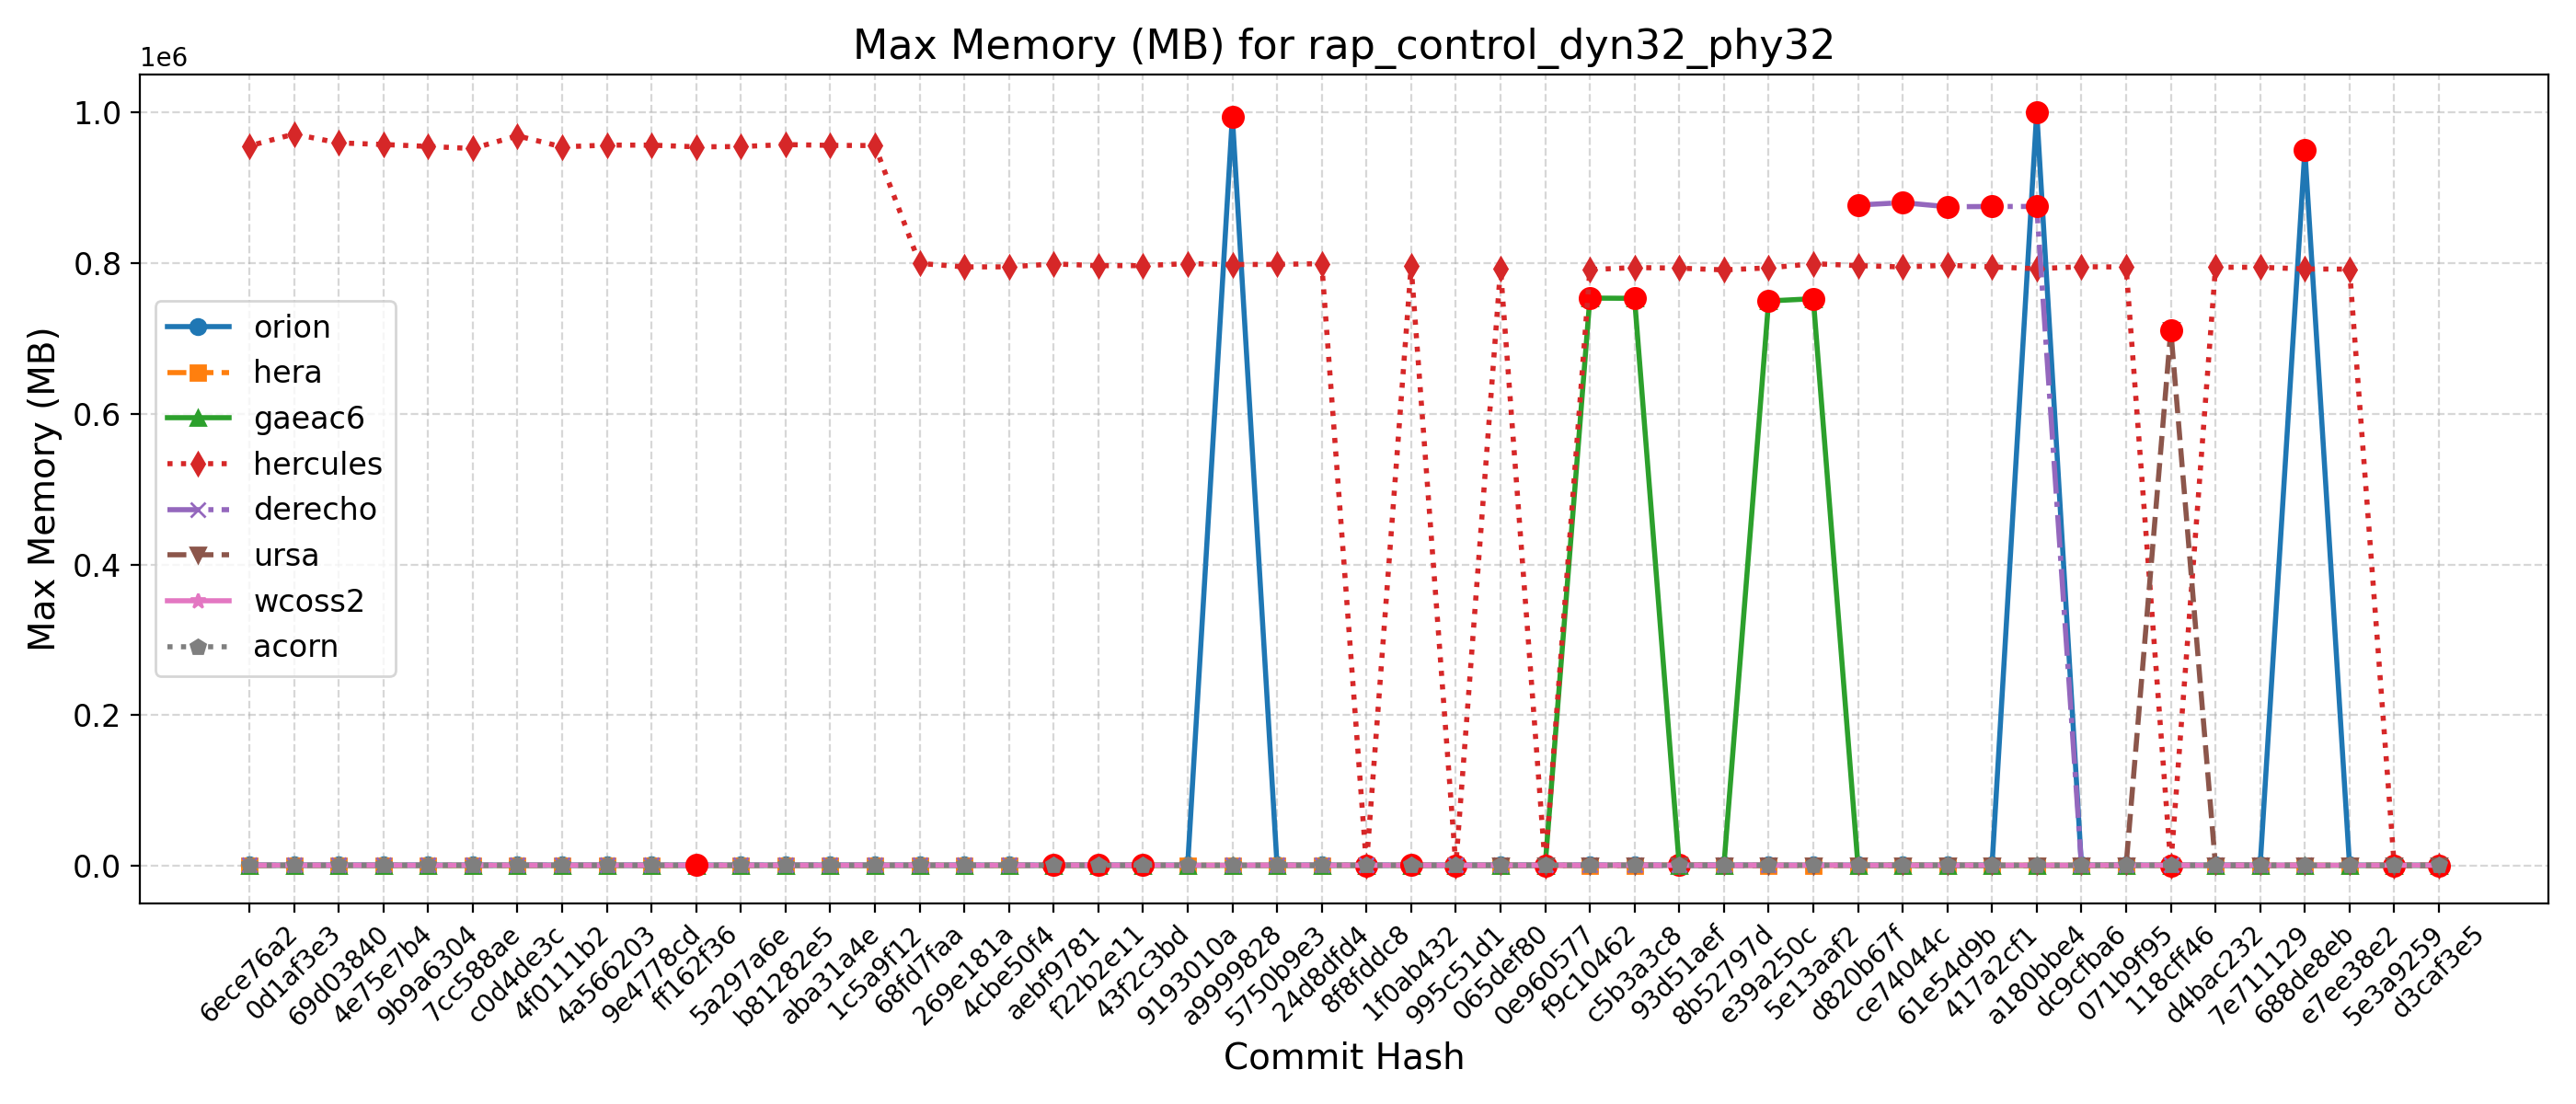 Max Memory (MB) for rap_control_dyn32_phy32
1e6
1.0
0.8
0.6
0.4
0.2
0.0
Max Memory (MB)
orion
hera
gaeac6
hercules
derecho
ursa
wcoss2
acorn
6ece76a2
0d1af3e3
69d03840
4e75e7b4
9b9a6304
7cc588ae
c0d4de3c
4f0111b2
4a566203
9e4778cd
ff162f36
5a297a6e
b81282e5
aba31a4e
1c5a9f12
68fd7faa
269e181a
4cbe50f4
aebf9781
f22b2e11
43f2c3bd
9193010a
a9999828
5750b9e3
24d8dfd4
8f8fddc8
1f0ab432
995c51d1
065def80
0e960577
f9c10462
c5b3a3c8
93d51aef
8b52797d
e39a250c
5e13aaf2
d820b67f
ce74044c
61e54d9b
417a2cf1
a180bbe4
dc9cfba6
071b9f95
118cff46
d4bac232
7e711129
688de8eb
e7ee38e2
5e3a9259
d3caf3e5
Commit Hash